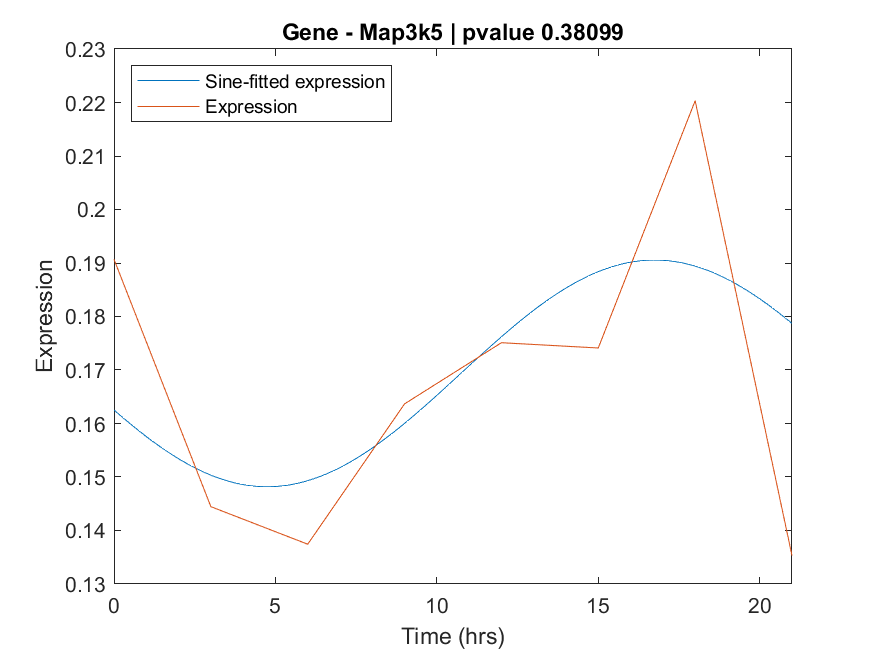 Gene - Map3k5 | pvalue 0.38099
Sine-fitted expression
Expression
0.23
0.22
0.21
0.2
0.19
0.18
0.17
0.16
0.15
0.14
0.13
Expression
0 5 10 15 20
Time (hrs)